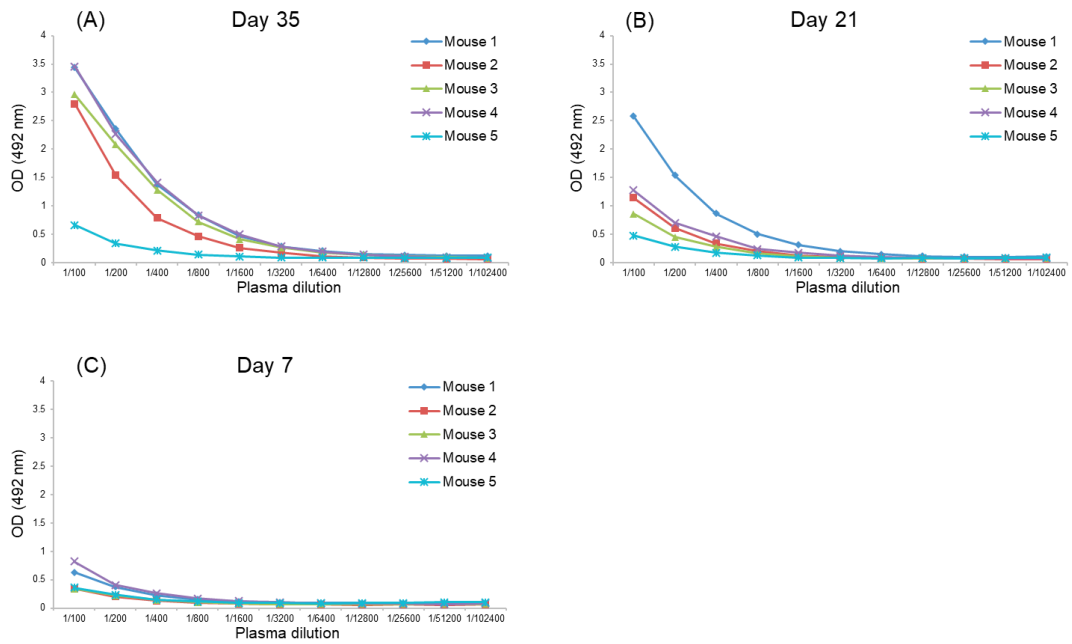 (A) Day 35
4
3.5
3
2.5
2
1.5
1
0.5
0
OD (492 nm)
Mouse 1
Mouse 2
Mouse 3
Mouse 4
Mouse 5
1/100 1/200 1/400 1/800 1/1600 1/3200 1/6400 1/12800 1/25600 1/51200 1/102400
Plasma dilution
(B) Day 21
4
3.5
3
2.5
2
1.5
1
0.5
0
OD (492 nm)
Mouse 1
Mouse 2
Mouse 3
Mouse 4
Mouse 5
1/100 1/200 1/400 1/800 1/1600 1/3200 1/6400 1/12800 1/25600 1/51200 1/102400
Plasma dilution
(C) Day 7
4
3.5
3
2.5
2
1.5
1
0.5
0
OD (492 nm)
Mouse 1
Mouse 2
Mouse 3
Mouse 4
Mouse 5
1/100 1/200 1/400 1/800 1/1600 1/3200 1/6400 1/12800 1/25600 1/51200 1/102400
Plasma dilution